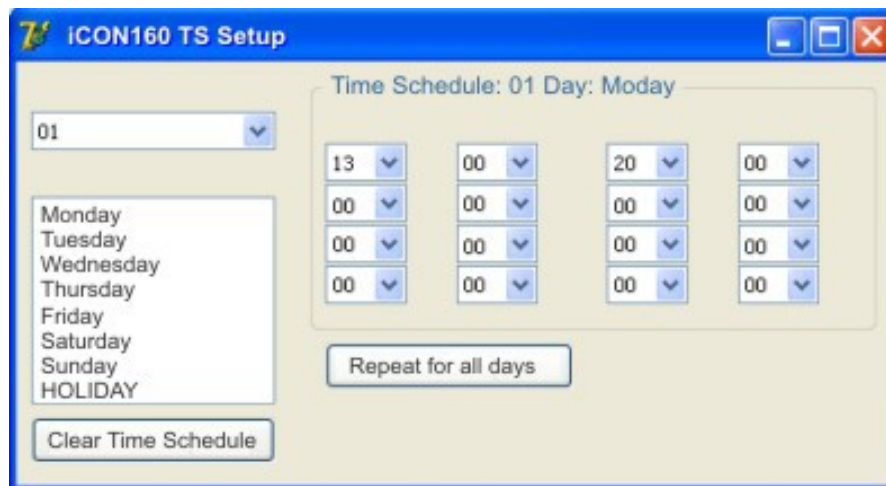 iCON160 TS Setup
Time Schedule: 01 Day: Moday
01
13 00 20 00
00 00 00 00
00 00 00 00
00 00 00 00
Monday
Tuesday
Wednesday
Thursday
Friday
Saturday
Sunday
HOLIDAY
Repeat for all days
Clear Time Schedule